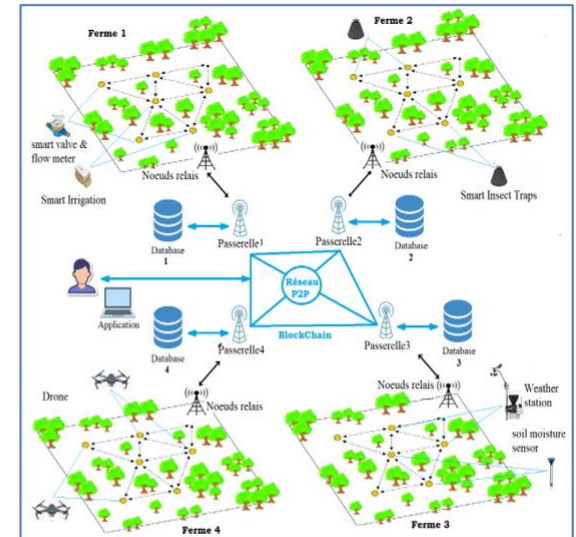 Ferme 1
Ferme 2
smart valve &
flow meter
Smart Irrigation
Noeuds relais
Noeuds relais
Smart Insect Traps
Database
1
Passerelle1
Passerelle2
Database
2
Réseau
P2P
BlockChain
Application
Database
4
Passerelle4
Passerelle3
Database
3
Drone
Noeuds relais
Noeuds relais
Weather
station
soil moisture
sensor
Ferme 4
Ferme 3